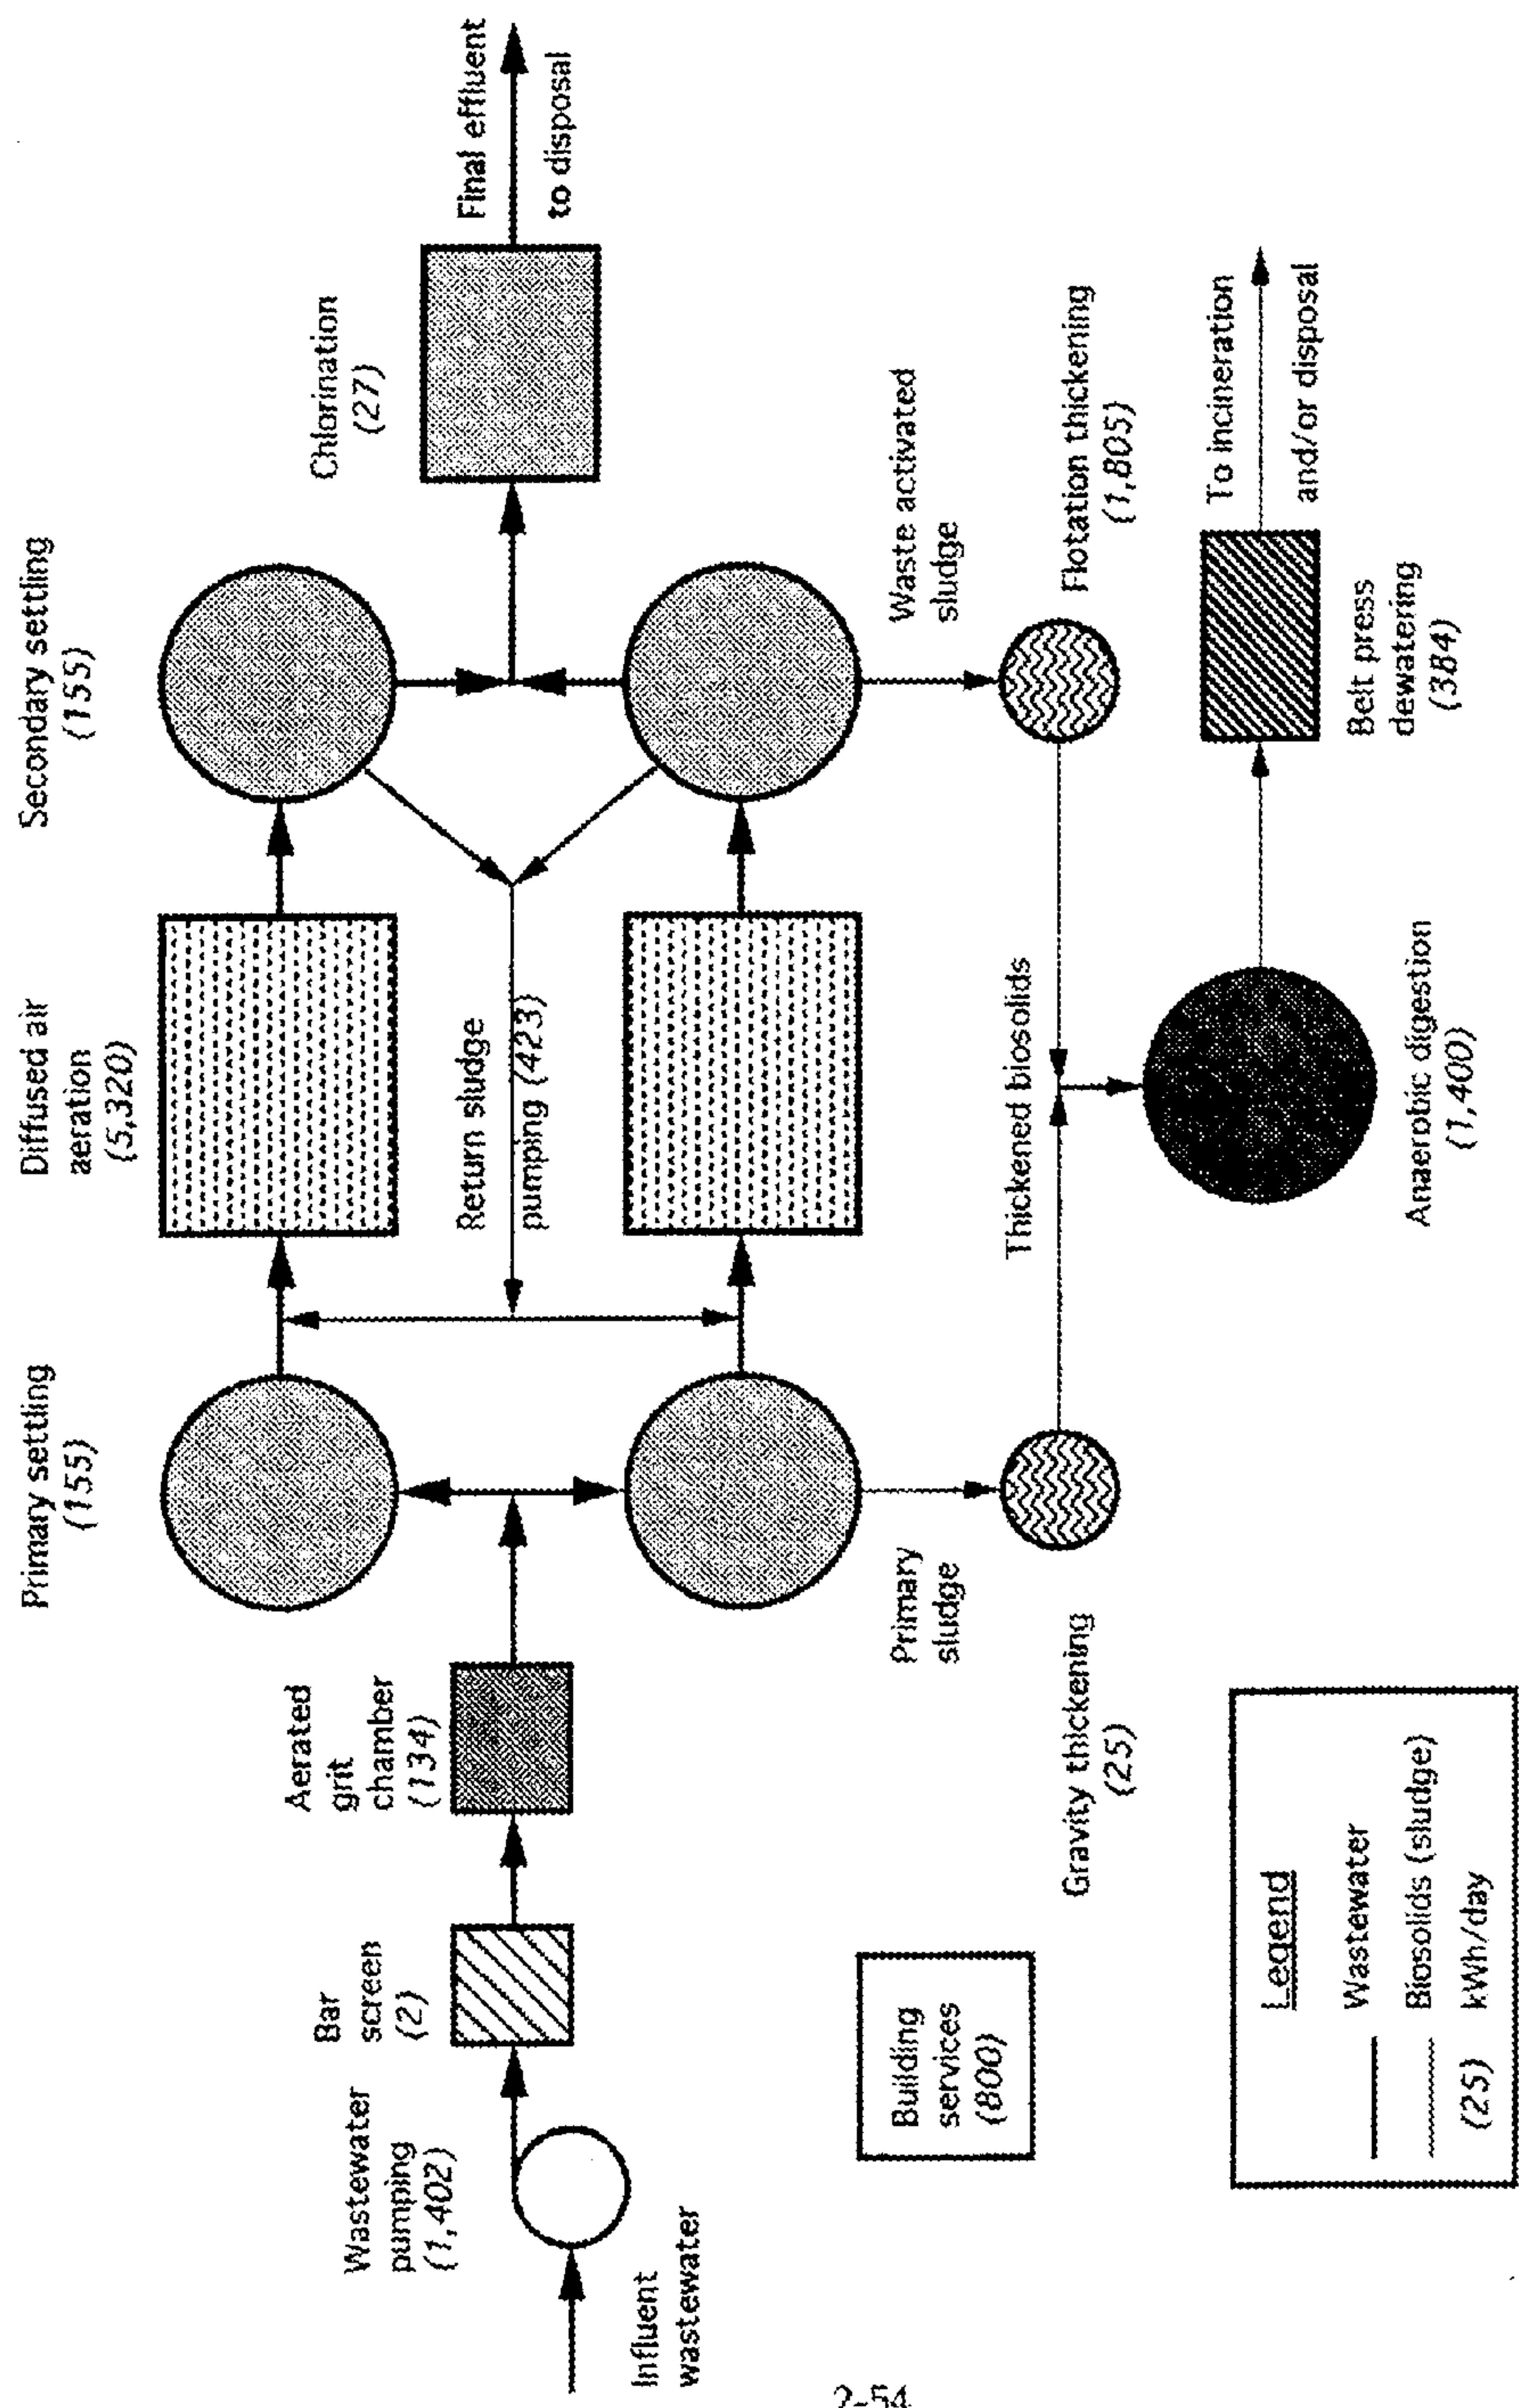 Influent
wastewater
Wastewater
pumping
(1,402)
Bar
screen
(2)
Aerated
grit
chamber
(134)
Primary settling
(155)
Diffused air
aeration
(5,320)
Secondary settling
(155)
Return sludge
pumping (423)
Chlorination
(27)
Final effluent
to disposal
Primary
sludge
Waste activated
sludge
Gravity thickening
(25)
Thickened biosolids
Flotation thickening
(1,805)
Anaerobic digestion
(1,400)
Belt press
dewatering
(384)
To incineration
and/or disposal
Building
services
(800)
Legend
Wastewater
Biosolids (sludge)
(25) kWh/day
2-54